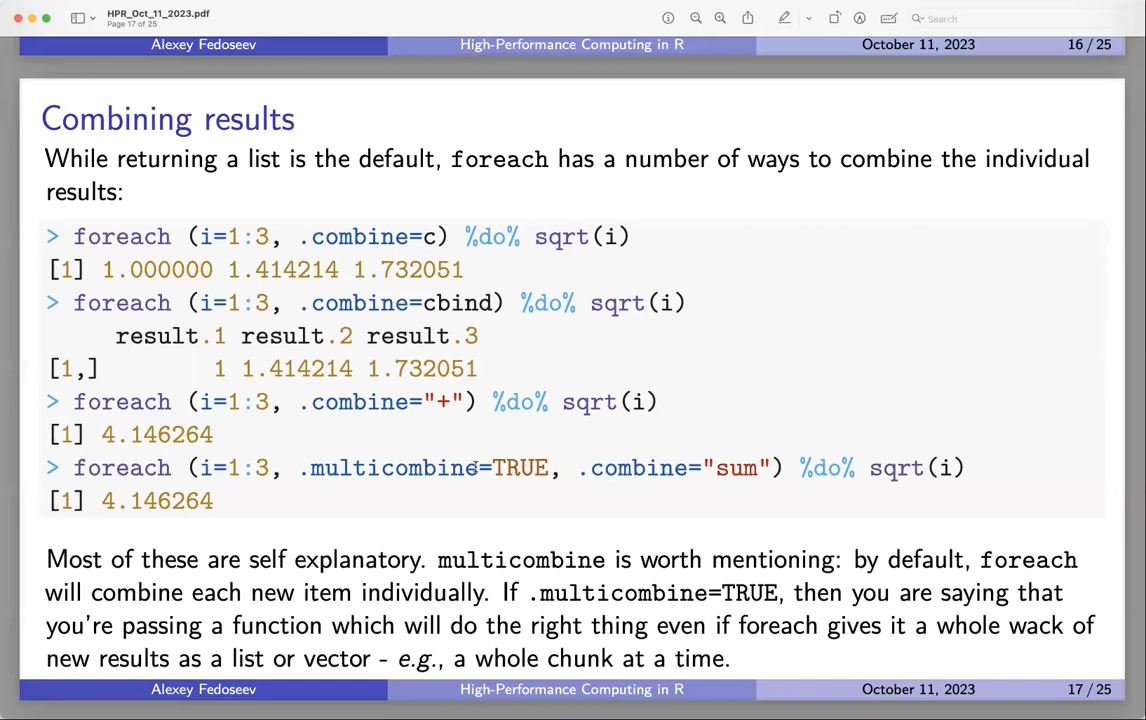 HPR_Oct_11_2023.pdf
Page 17 of 25
Search
Alexey Fedoseev High-Performance Computing in R October 11, 2023 16 / 25
Combining results
While returning a list is the default, foreach has a number of ways to combine the individual
results:
> foreach (i=1:3, .combine=c) %do% sqrt(i)
[1] 1.000000 1.414214 1.732051
> foreach (i=1:3, .combine=cbind) %do% sqrt(i)
result.1 result.2 result.3
[1,] 1 1.414214 1.732051
> foreach (i=1:3, .combine="+") %do% sqrt(i)
[1] 4.146264
> foreach (i=1:3, .multicombine=TRUE, .combine="sum") %do% sqrt(i)
[1] 4.146264
Most of these are self explanatory. multicombine is worth mentioning: by default, foreach
will combine each new item individually. If .multicombine=TRUE, then you are saying that
you're passing a function which will do the right thing even if foreach gives it a whole wack of
new results as a list or vector - e.g., a whole chunk at a time.
Alexey Fedoseev High-Performance Computing in R October 11, 2023 17 / 25